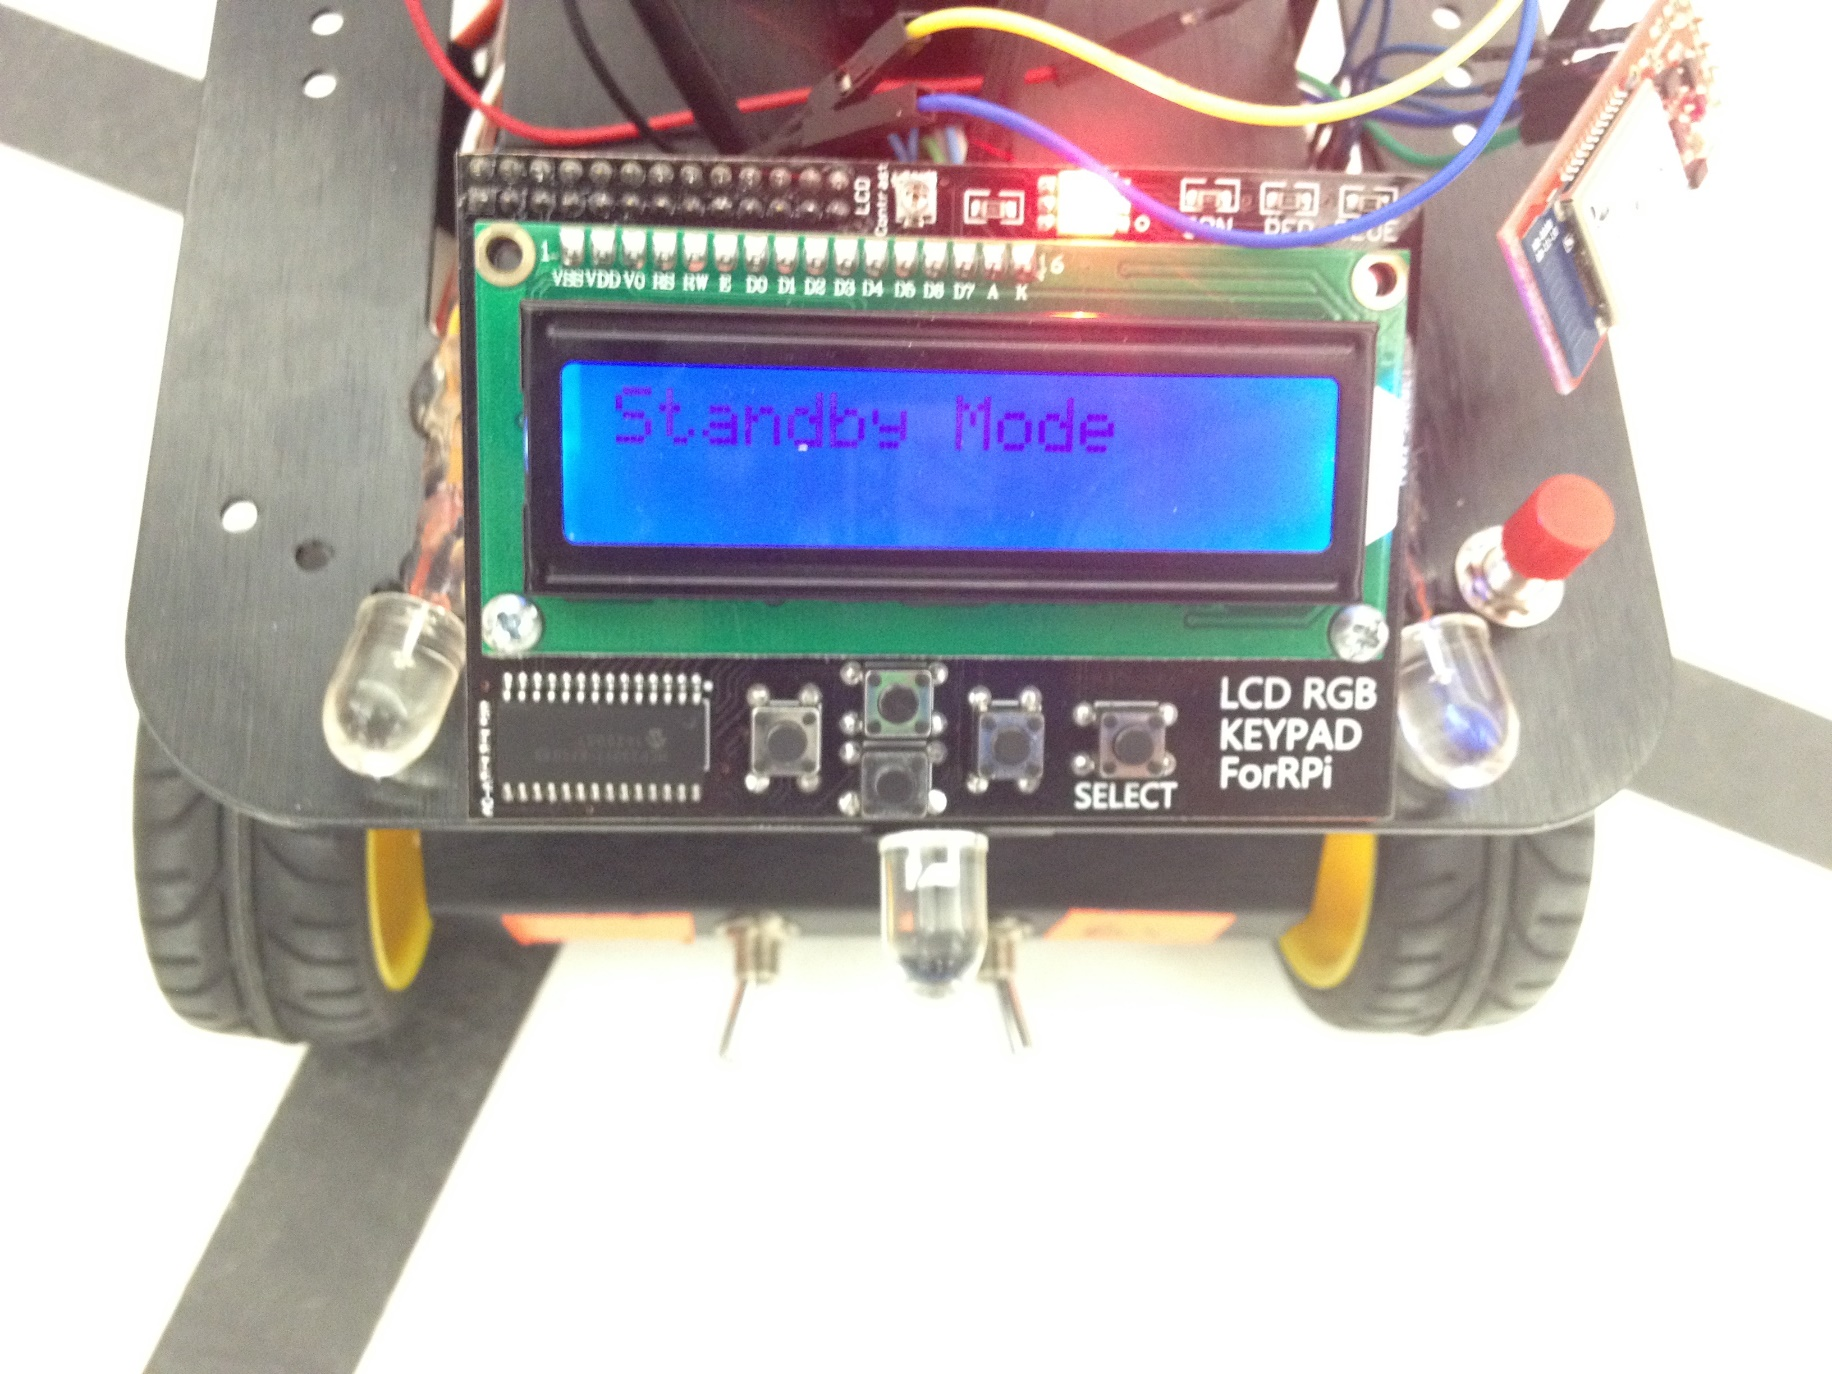 LCD
Contrast
RED
1
16
VSS VDD V0 RS RW E D0 D1 D2 D3 D4 D5 D6 D7 A K
Standby Mode
LCD RGB
KEYPAD
ForRPi
SELECT